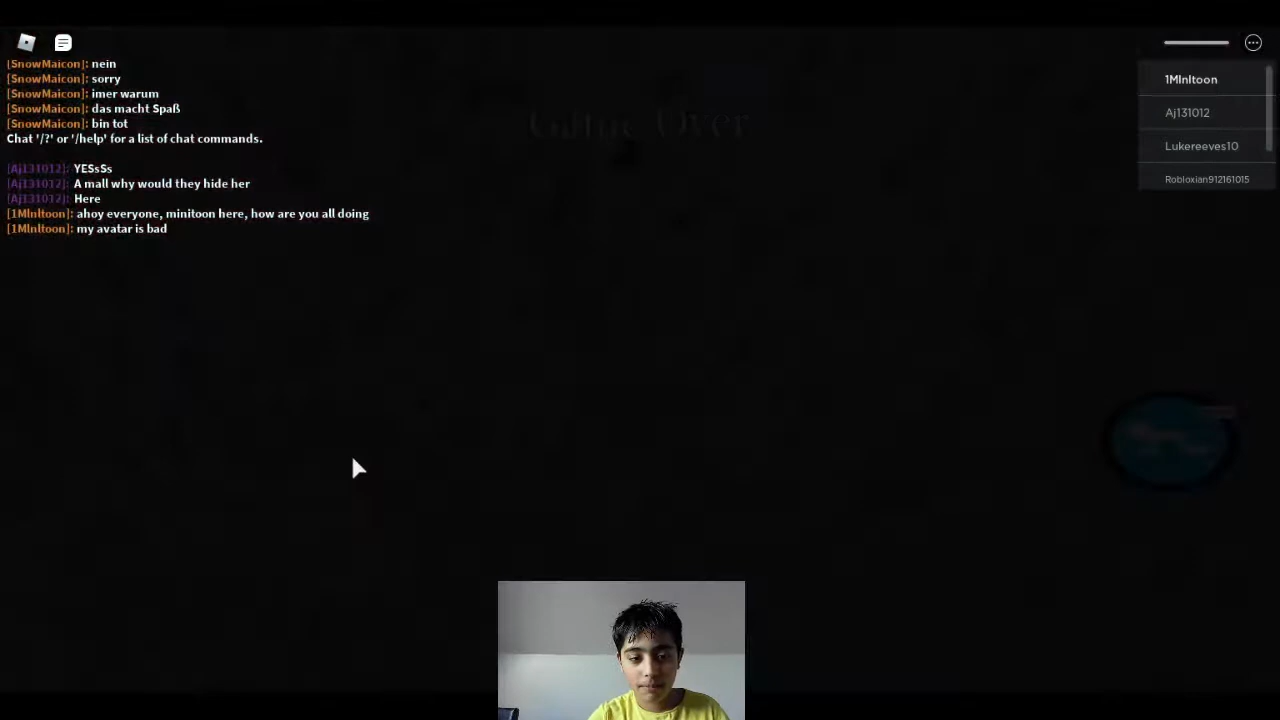 [SnowMaicon]: nein
[SnowMaicon]: sorry
[SnowMaicon]: imer warum
[SnowMaicon]: das macht Spaß
[SnowMaicon]: bin tot
Chat '/?' or '/help' for a list of chat commands.
[Aj131012]: YESsSs
[Aj131012]: A mall why would they hide her
[Aj131012]: Here
[1MInItoon]: ahoy everyone, minitoon here, how are you all doing
[1MInItoon]: my avatar is bad
1MInItoon
Aj131012
Lukereeves10
Robloxian912161015
Over